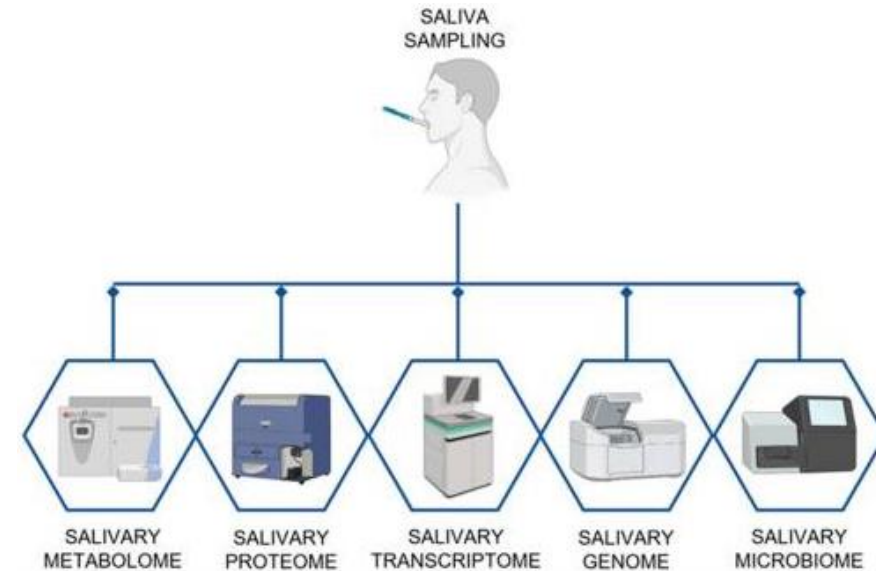 SALIVA
SAMPLING
SALIVARY
METABOLOME
SALIVARY
PROTEOME
SALIVARY
TRANSCRIPTOME
SALIVARY
GENOME
SALIVARY
MICROBIOME